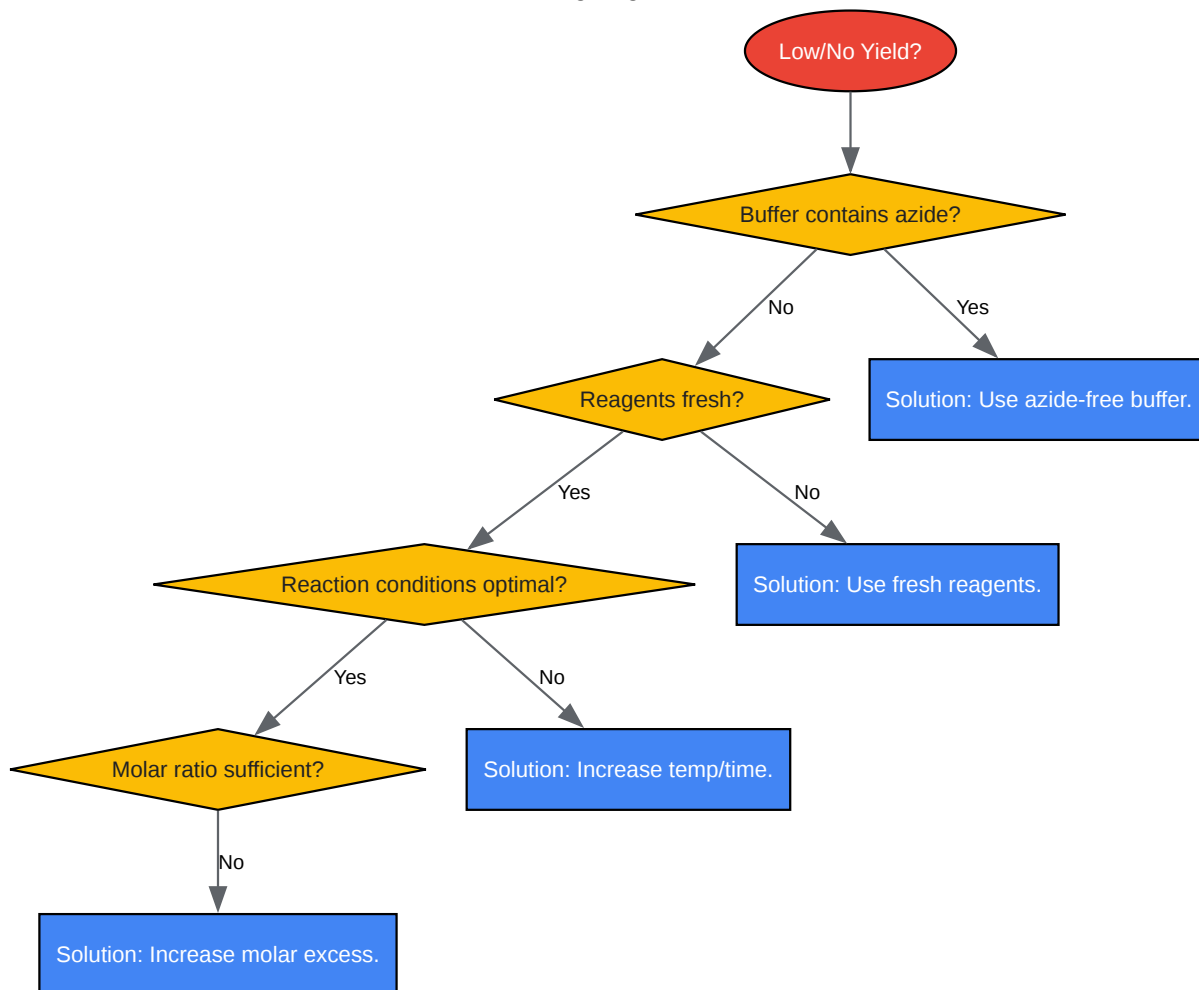 Low/No Yield?
Buffer contains azide?
No
Yes
Reagents fresh?
Solution: Use azide-free buffer.
Yes
No
Reaction conditions optimal?
Solution: Use fresh reagents.
Yes
No
Molar ratio sufficient?
Solution: Increase temp/time.
No
Solution: Increase molar excess.